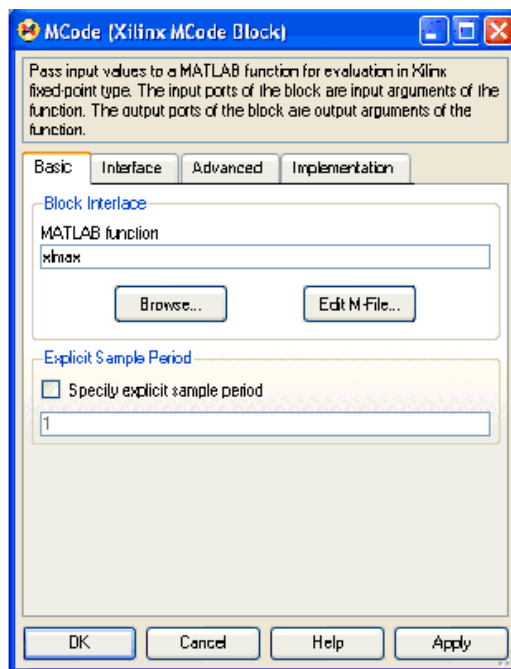 MCode (Xilinx MCode Block)
Pass input values to a MATLAB function for evaluation in Xilinx
fixed-point type. The input ports of the block are input arguments of the
function. The output ports of the block are output arguments of the
function.
Basic Interface Advanced Implementation
Block Interface
MATLAB function
xlmax
Browse... Edit M-File...
Explicit Sample Period
Specify explicit sample period
1
OK Cancel Help Apply